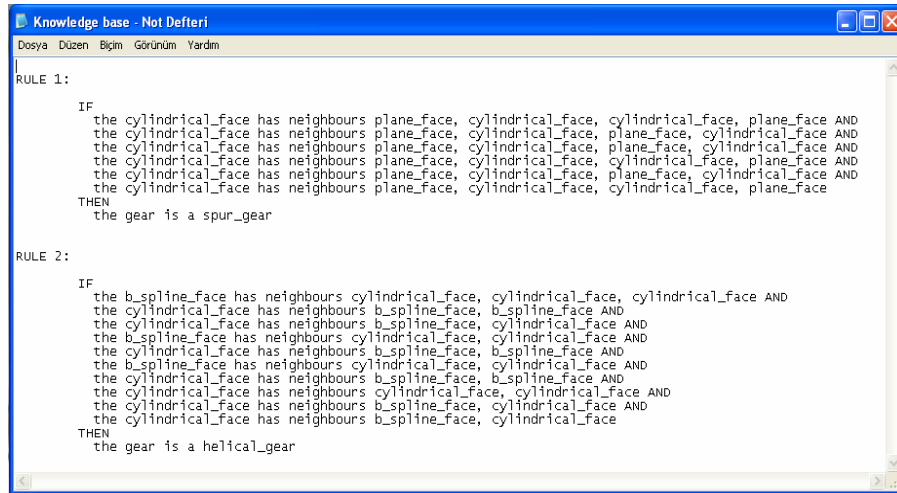 Knowledge base - Not Defteri
Dosya Düzen Biçim Görünüm Yardım
RULE 1:
IF
the cylindrical_face has neighbours plane_face, cylindrical_face, cylindrical_face, plane_face AND
the cylindrical_face has neighbours plane_face, cylindrical_face, plane_face, cylindrical_face AND
the cylindrical_face has neighbours plane_face, cylindrical_face, plane_face, cylindrical_face AND
the cylindrical_face has neighbours plane_face, cylindrical_face, cylindrical_face, plane_face AND
the cylindrical_face has neighbours plane_face, cylindrical_face, plane_face, cylindrical_face AND
the cylindrical_face has neighbours plane_face, cylindrical_face, cylindrical_face, plane_face
THEN
the gear is a spur_gear
RULE 2:
IF
the b_spline_face has neighbours cylindrical_face, cylindrical_face, cylindrical_face AND
the cylindrical_face has neighbours b_spline_face, b_spline_face AND
the cylindrical_face has neighbours b_spline_face, cylindrical_face AND
the b_spline_face has neighbours cylindrical_face, cylindrical_face AND
the cylindrical_face has neighbours b_spline_face, b_spline_face AND
the b_spline_face has neighbours cylindrical_face, cylindrical_face AND
the cylindrical_face has neighbours b_spline_face, b_spline_face AND
the cylindrical_face has neighbours cylindrical_face, cylindrical_face AND
the cylindrical_face has neighbours b_spline_face, cylindrical_face AND
the cylindrical_face has neighbours b_spline_face, cylindrical_face
THEN
the gear is a helical_gear